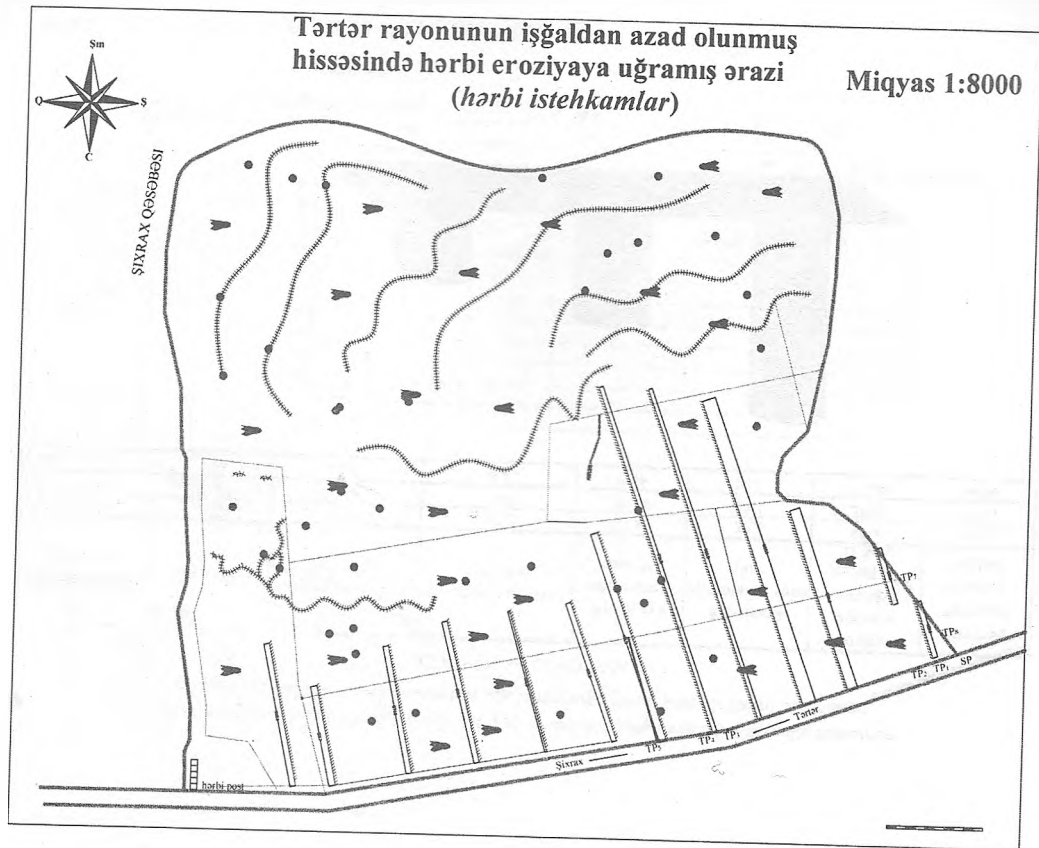 Tərtər rayonunun işğaldan azad olunmuş
hissəsində hərbi eroziyaya uğramış ərazi
(hərbi istehkamlar)
Miqyas 1:8000
Şm
Q
Ş
C
ŞIXRAX QƏSƏBƏSI
TP7
TP8
TP2 TP1 SP
Tərtər
TP5 TP4 TP3
Şixrax
hərbi post